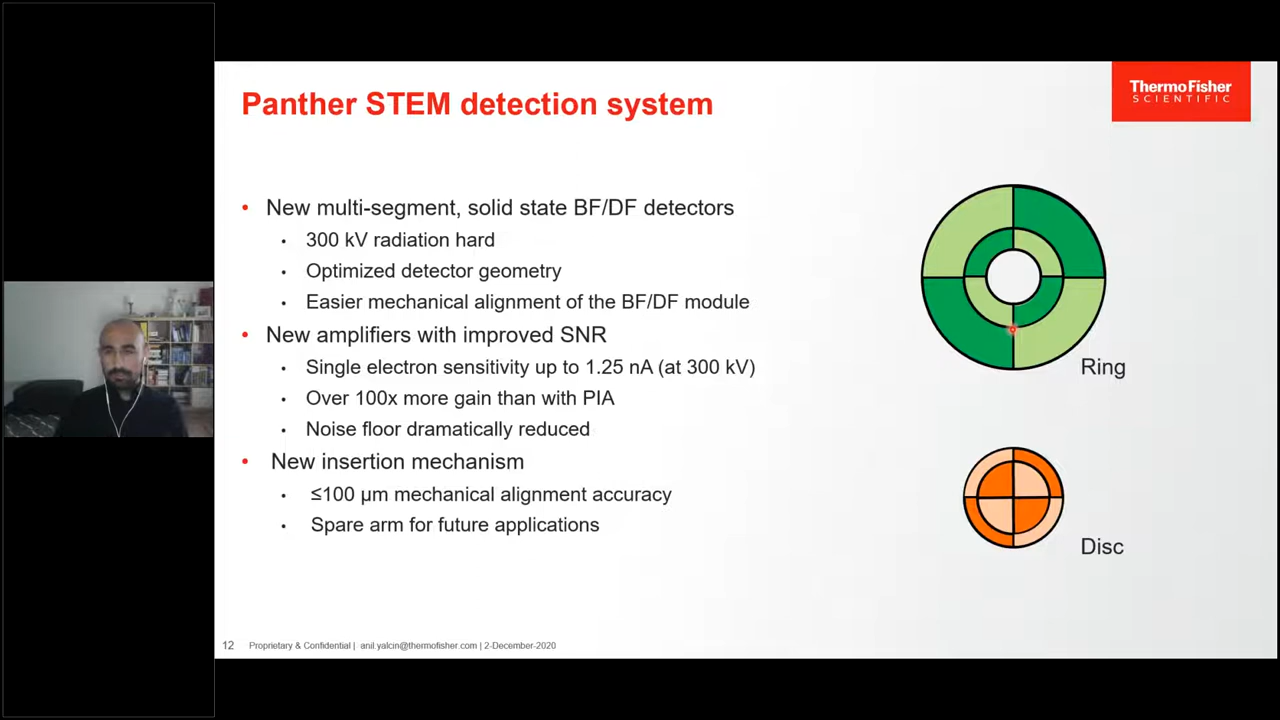 Panther STEM detection system
ThermoFisher
SCIENTIFIC
• New multi-segment, solid state BF/DF detectors
• 300 kV radiation hard
• Optimized detector geometry
• Easier mechanical alignment of the BF/DF module
• New amplifiers with improved SNR
• Single electron sensitivity up to 1.25 nA (at 300 kV)
• Over 100x more gain than with PIA
• Noise floor dramatically reduced
• New insertion mechanism
• ≤100 μm mechanical alignment accuracy
• Spare arm for future applications
Ring
Disc
12 Proprietary & Confidential | anil.yalcin@thermofisher.com | 2-December-2020